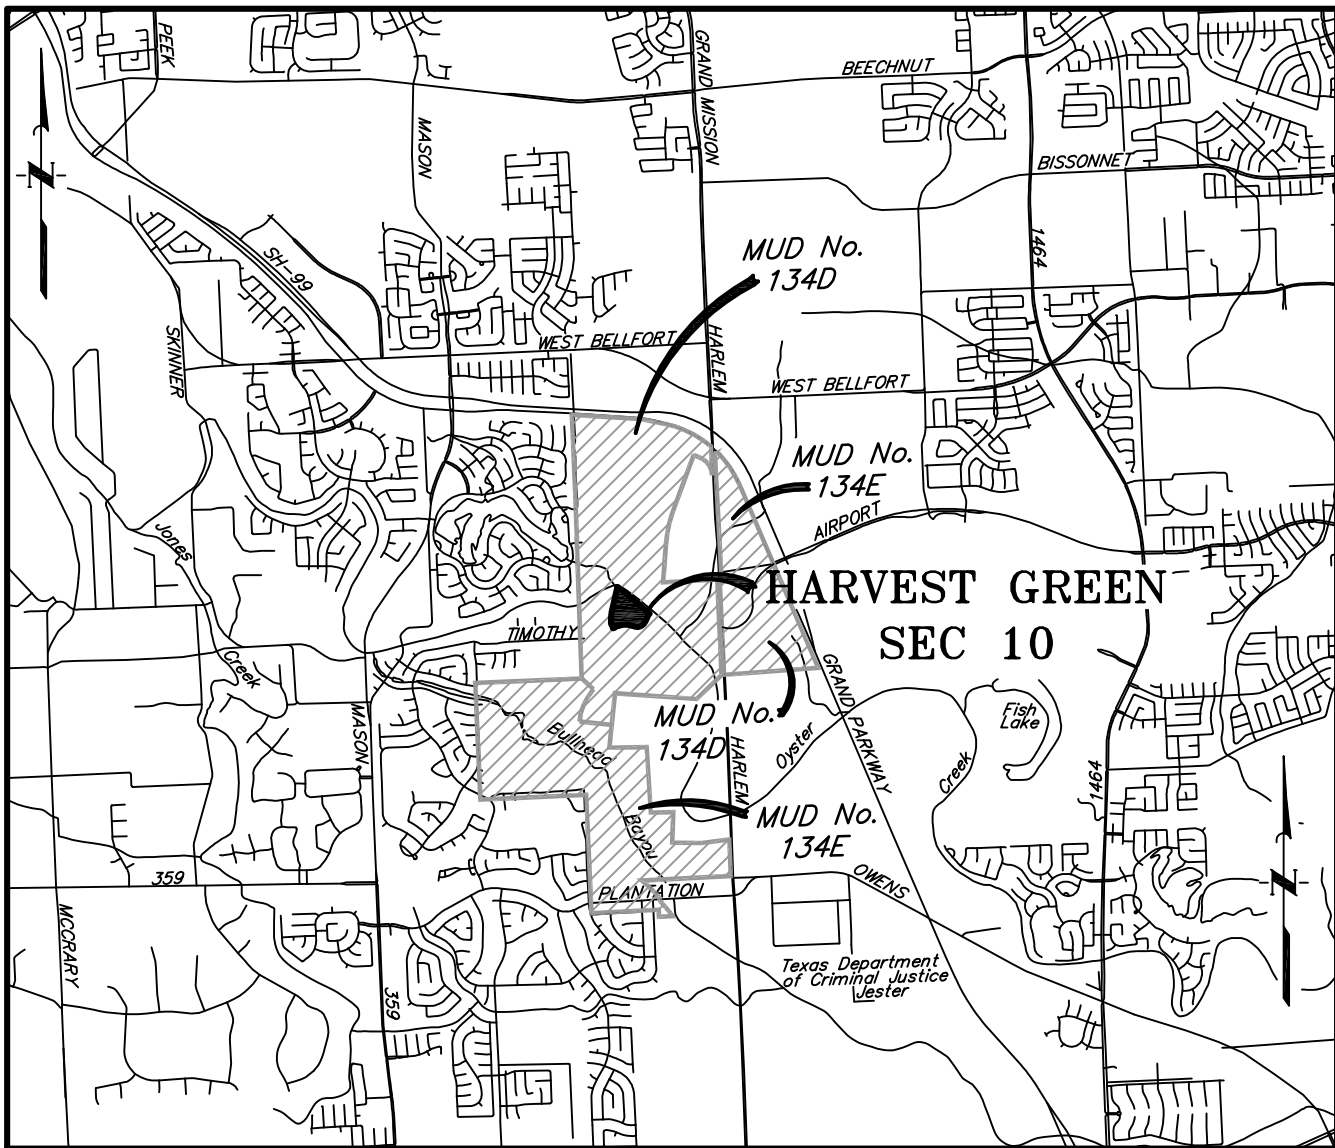 PEEK
GRAND MISSION
BEECHNUT
MASON
BISSONNET
N
1464
MUD No.
134D
SH-99
SKINNER
HARLEM
WEST BELLFORT
WEST BELLFORT
MUD No.
134E
AIRPORT
Jones
Creek
HARVEST GREEN
SEC 10
TIMOTHY
GRAND PARKWAY
MUD No.
134D
Fish
Lake
MASON
Bullhead
Bayou
HARLEM
Oyster
Creek
1464
MUD No.
134E
359
PLANTATION
OWENS
N
MCCRARY
Texas Department
of Criminal Justice
Jester
359